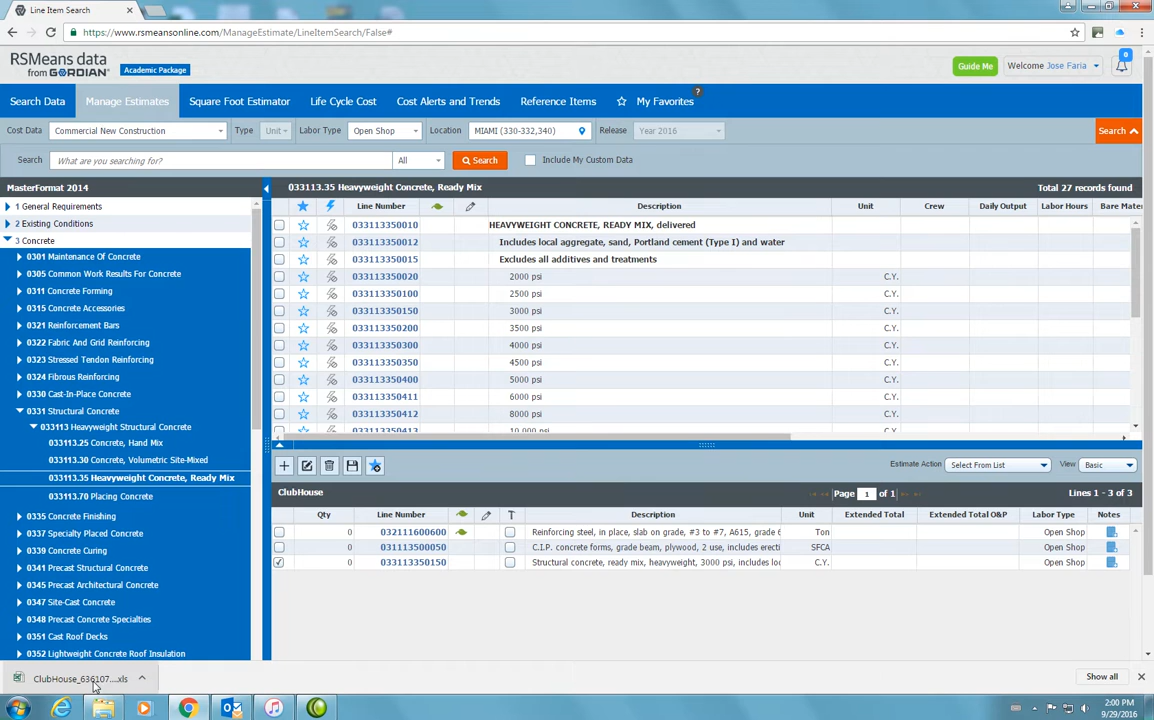 Line Item Search
https://www.rsmeansonline.com/ManageEstimate/LineItemSearch/False#
RSMeans data
from GORDIAN
Academic Package
Guide Me
Welcome Jose Faria
0
Search Data
Manage Estimates
Square Foot Estimator
Life Cycle Cost
Cost Alerts and Trends
Reference Items
My Favorites
?
Cost Data
Commercial New Construction
Type
Unit
Labor Type
Open Shop
Location
MIAMI (330-332,340)
Release
Year 2016
Search
Search
What are you searching for?
All
Search
Include My Custom Data
MasterFormat 2014
1 General Requirements
2 Existing Conditions
3 Concrete
0301 Maintenance Of Concrete
0305 Common Work Results For Concrete
0311 Concrete Forming
0315 Concrete Accessories
0321 Reinforcement Bars
0322 Fabric And Grid Reinforcing
0323 Stressed Tendon Reinforcing
0324 Fibrous Reinforcing
0330 Cast-In-Place Concrete
0331 Structural Concrete
033113 Heavyweight Structural Concrete
033113.25 Concrete, Hand Mix
033113.30 Concrete, Volumetric Site-Mixed
033113.35 Heavyweight Concrete, Ready Mix
033113.70 Placing Concrete
0335 Concrete Finishing
0337 Specialty Placed Concrete
0339 Concrete Curing
0341 Precast Structural Concrete
0345 Precast Architectural Concrete
0347 Site-Cast Concrete
0348 Precast Concrete Specialties
0351 Cast Roof Decks
0352 Lightweight Concrete Roof Insulation
033113.35 Heavyweight Concrete, Ready Mix
Total 27 records found
Line Number Description Unit Crew Daily Output Labor Hours Bare Mater
033113350010 HEAVYWEIGHT CONCRETE, READY MIX, delivered
033113350012 Includes local aggregate, sand, Portland cement (Type I) and water
033113350015 Excludes all additives and treatments
033113350020 2000 psi C.Y.
033113350100 2500 psi C.Y.
033113350150 3000 psi C.Y.
033113350200 3500 psi C.Y.
033113350300 4000 psi C.Y.
033113350350 4500 psi C.Y.
033113350400 5000 psi C.Y.
033113350411 6000 psi C.Y.
033113350412 8000 psi C.Y.
033113350413 10,000 psi C.Y.
Estimate Action
Select From List
View
Basic
ClubHouse
Page 1 of 1
Lines 1 - 3 of 3
Qty Line Number Description Unit Extended Total Extended Total O&P Labor Type Notes
0 032111600600 Reinforcing steel, in place, slab on grade, #3 to #7, A615, grade 6 Ton Open Shop
0 031113500050 C.I.P. concrete forms, grade beam, plywood, 2 use, includes erecti SFCA Open Shop
0 033113350150 Structural concrete, ready mix, heavyweight, 3000 psi, includes loc C.Y. Open Shop
ClubHouse_636107....xls
Show all
2:00 PM
9/29/2016